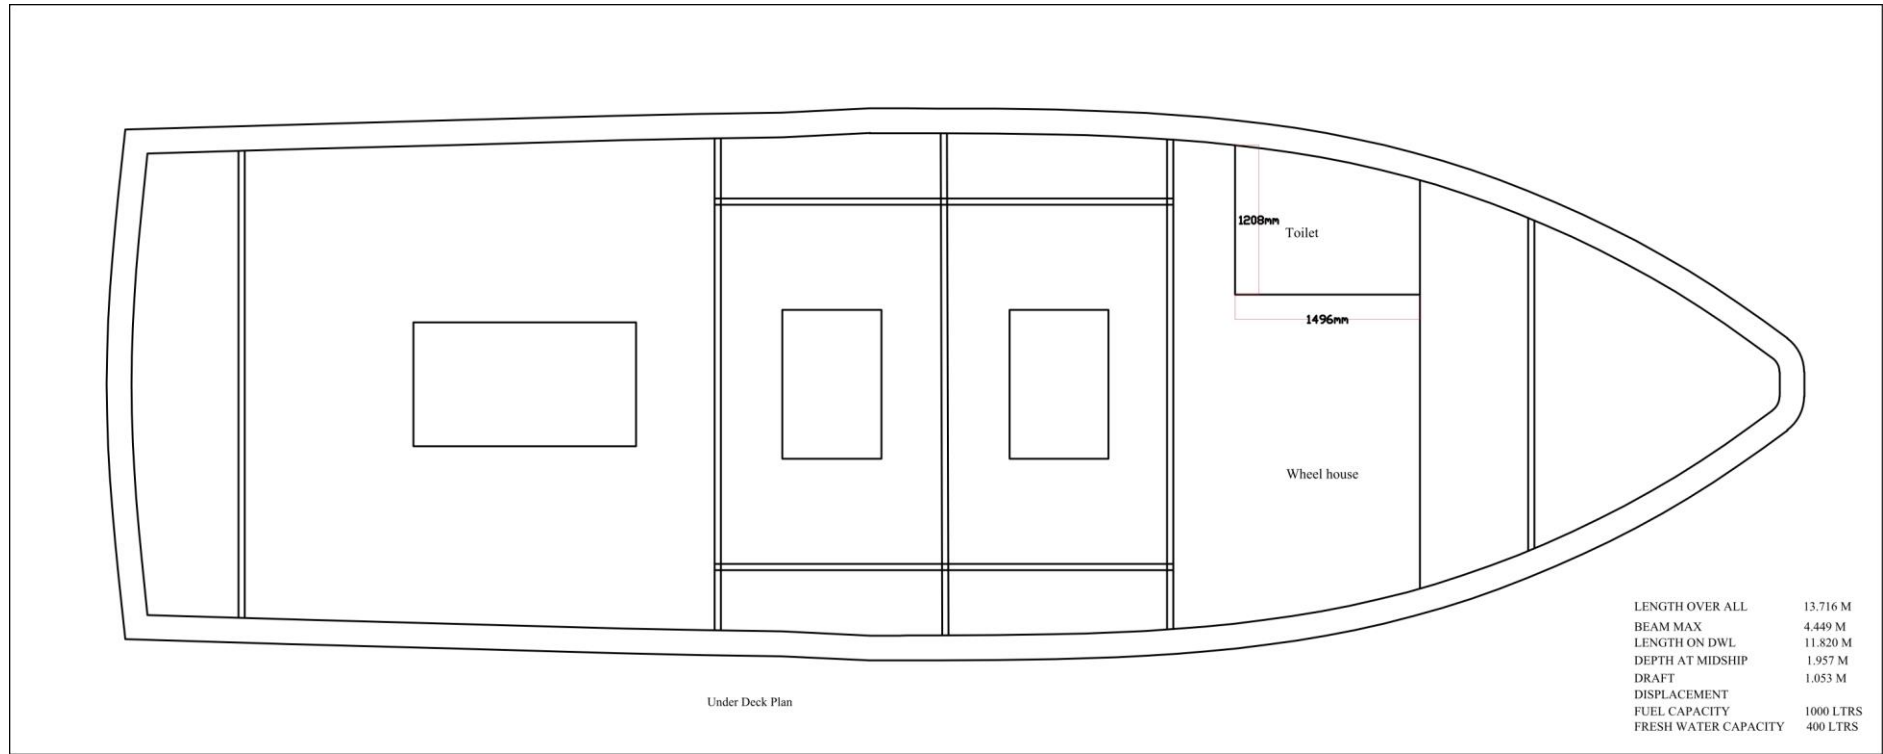 1208mm
Toilet
1496mm
Wheel house
LENGTH OVER ALL 13.716 M
BEAM MAX 4.449 M
LENGTH ON DWL 11.820 M
DEPTH AT MIDSHIP 1.957 M
DRAFT 1.053 M
DISPLACEMENT
FUEL CAPACITY 1000 LTRS
FRESH WATER CAPACITY 400 LTRS
Under Deck Plan